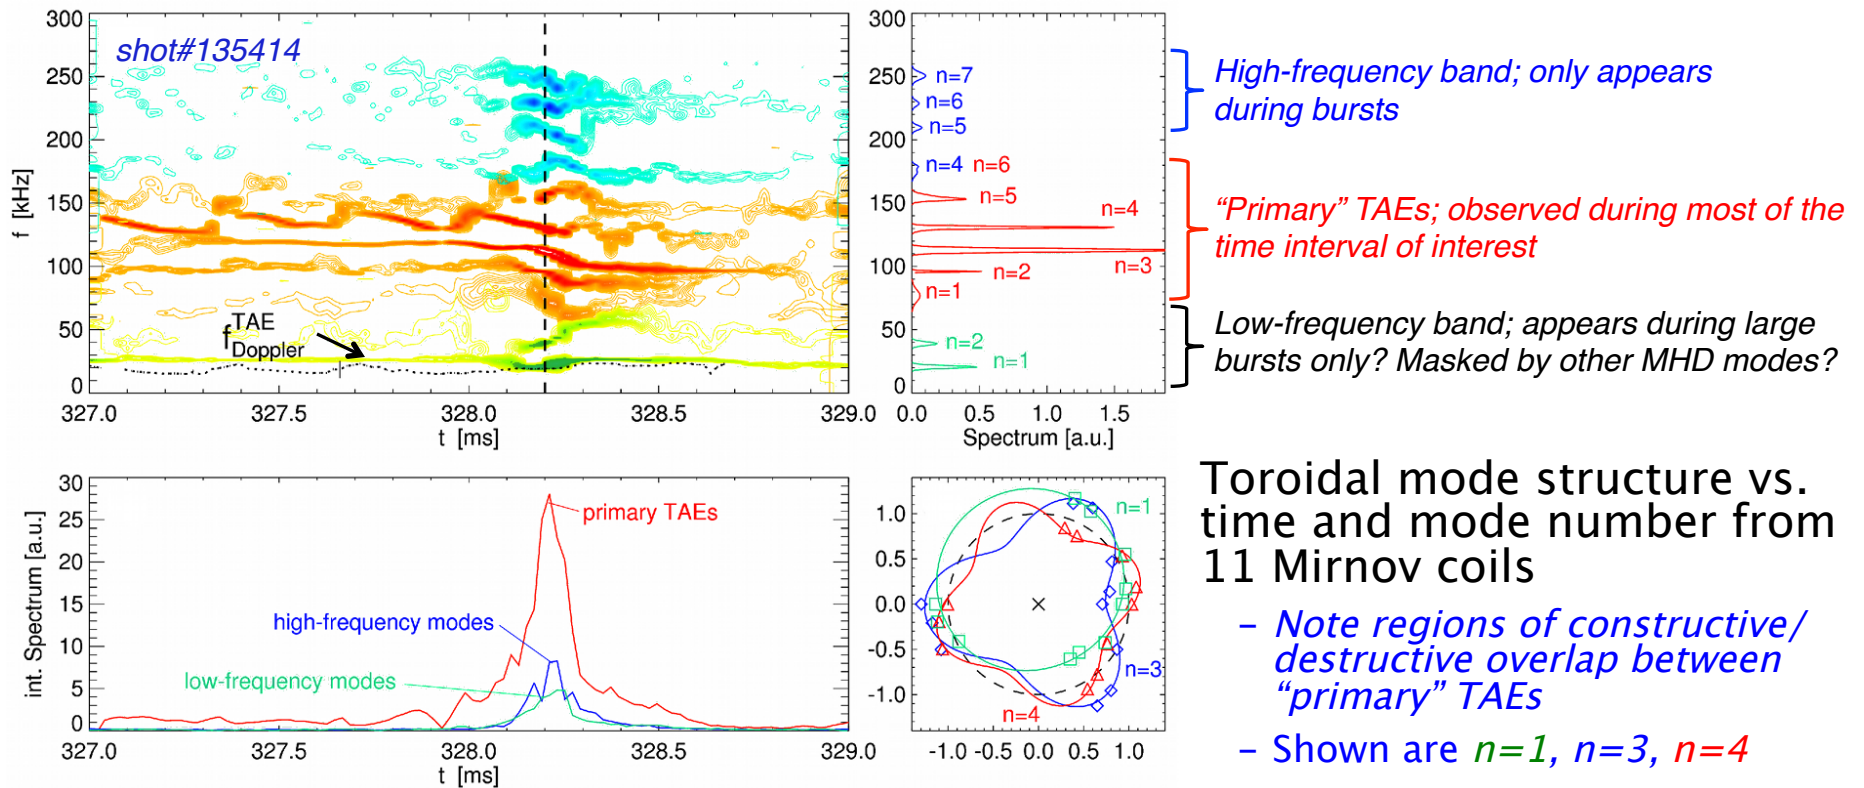 shot#135414
300
250
200
150
100
50
0
f [kHz]
f TAE Doppler
327.0 327.5 328.0 328.5 329.0
t [ms]
300
250
200
150
100
50
0
n=7
n=6
n=5
n=4 n=6
n=5
n=4
n=3
n=2
n=1
n=2
n=1
0.0 0.5 1.0 1.5
Spectrum [a.u.]
High-frequency band; only appears
during bursts
“Primary” TAEs; observed during most of the
time interval of interest
Low-frequency band; appears during large
bursts only? Masked by other MHD modes?
30
25
20
15
10
5
0
int. Spectrum [a.u.]
primary TAEs
high-frequency modes
low-frequency modes
327.0 327.5 328.0 328.5 329.0
t [ms]
1.0
0.5
0.0
-0.5
-1.0
n=1
n=3
n=4
-1.0 -0.5 0.0 0.5 1.0
Toroidal mode structure vs.
time and mode number from
11 Mirnov coils
– Note regions of constructive/
destructive overlap between
“primary” TAEs
– Shown are n=1, n=3, n=4